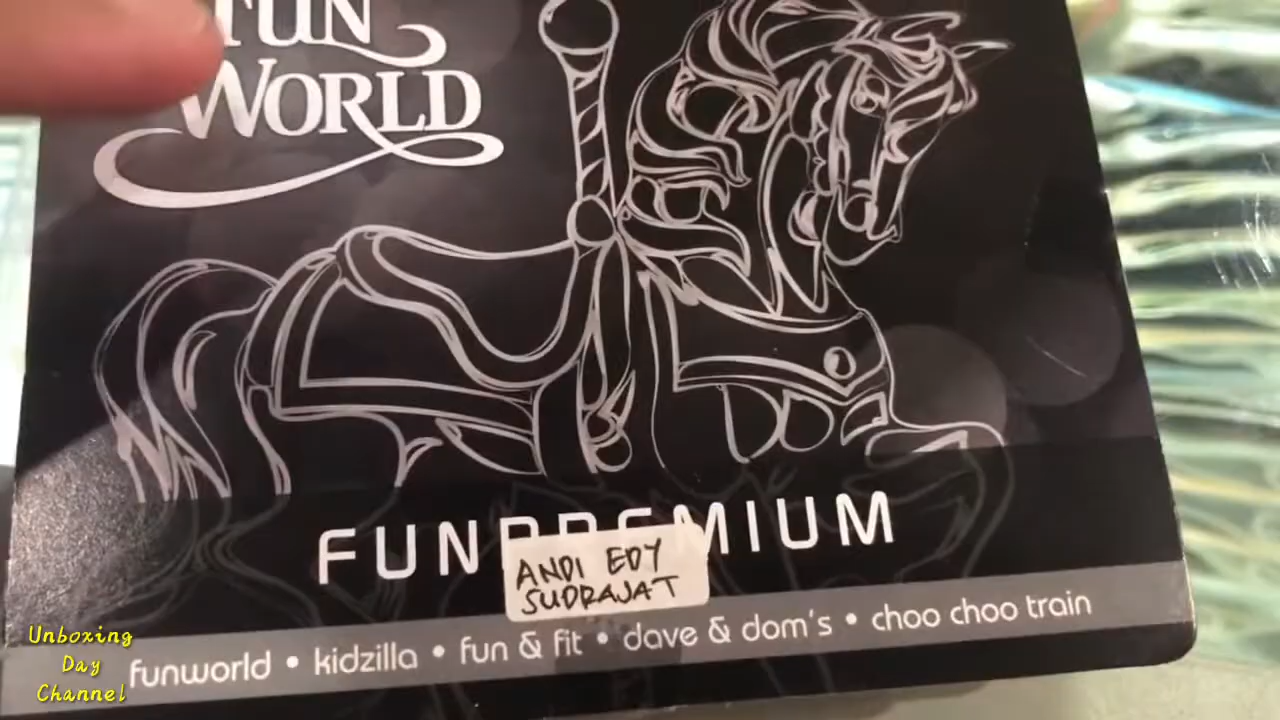 FUN
WORLD
FUNPREMIUM
ANDI EDY
SUDRAJAT
funworld • kidzilla • fun & fit • dave & dom's • choo choo train
Unboxing
Day
Channel